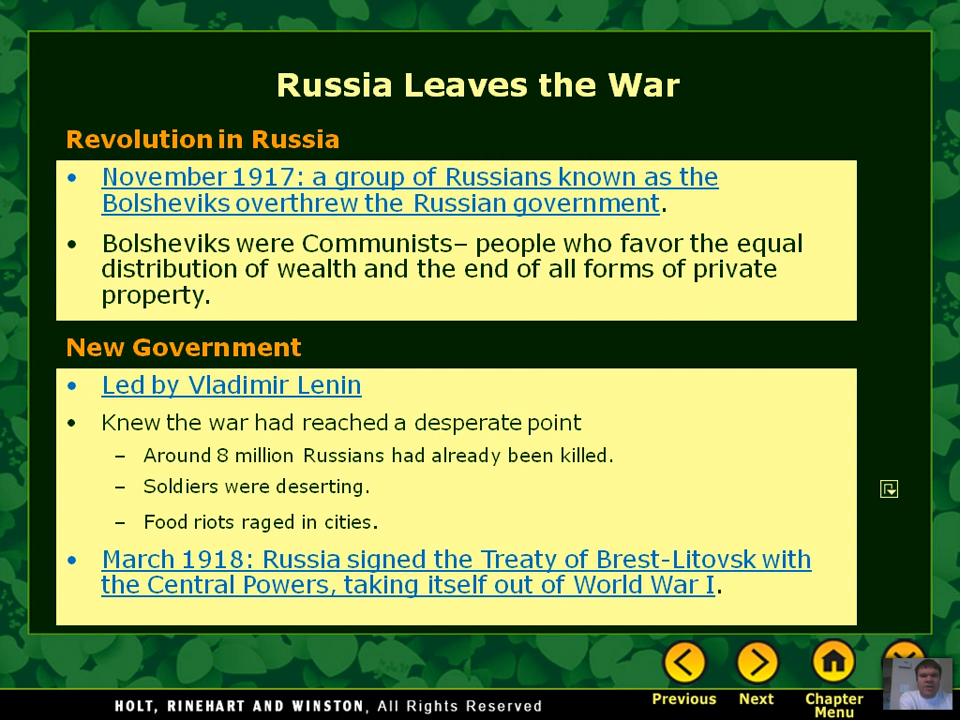 Russia Leaves the War
Revolution in Russia
• November 1917: a group of Russians known as the
Bolsheviks overthrew the Russian government.
• Bolsheviks were Communists– people who favor the equal
distribution of wealth and the end of all forms of private
property.
New Government
• Led by Vladimir Lenin
• Knew the war had reached a desperate point
– Around 8 million Russians had already been killed.
– Soldiers were deserting.
– Food riots raged in cities.
• March 1918: Russia signed the Treaty of Brest-Litovsk with
the Central Powers, taking itself out of World War I.
Previous Next Chapter
Menu
HOLT, RINEHART AND WINSTON, All Rights Reserved